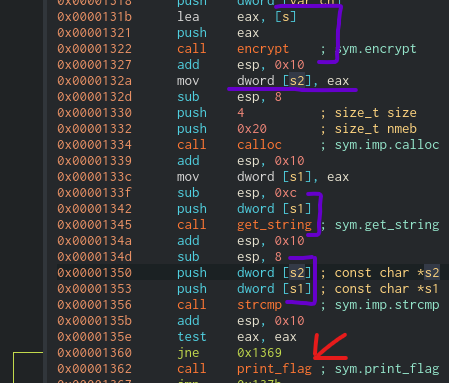 0x00001318 push dword [var_ch]
0x0000131b lea eax, [s]
0x00001321 push eax
0x00001322 call encrypt ; sym.encrypt
0x00001327 add esp, 0x10
0x0000132a mov dword [s2], eax
0x0000132d sub esp, 8
0x00001330 push 4 ; size_t size
0x00001332 push 0x20 ; size_t nmeb
0x00001334 call calloc ; sym.imp.calloc
0x00001339 add esp, 0x10
0x0000133c mov dword [s1], eax
0x0000133f sub esp, 0xc
0x00001342 push dword [s1]
0x00001345 call get_string ; sym.get_string
0x0000134a add esp, 0x10
0x0000134d sub esp, 8
0x00001350 push dword [s2] ; const char *s2
0x00001353 push dword [s1] ; const char *s1
0x00001356 call strcmp ; sym.imp.strcmp
0x0000135b add esp, 0x10
0x0000135e test eax, eax
0x00001360 jne 0x1369
0x00001362 call print_flag ; sym.print_flag
0x00001367 jmp 0x137b